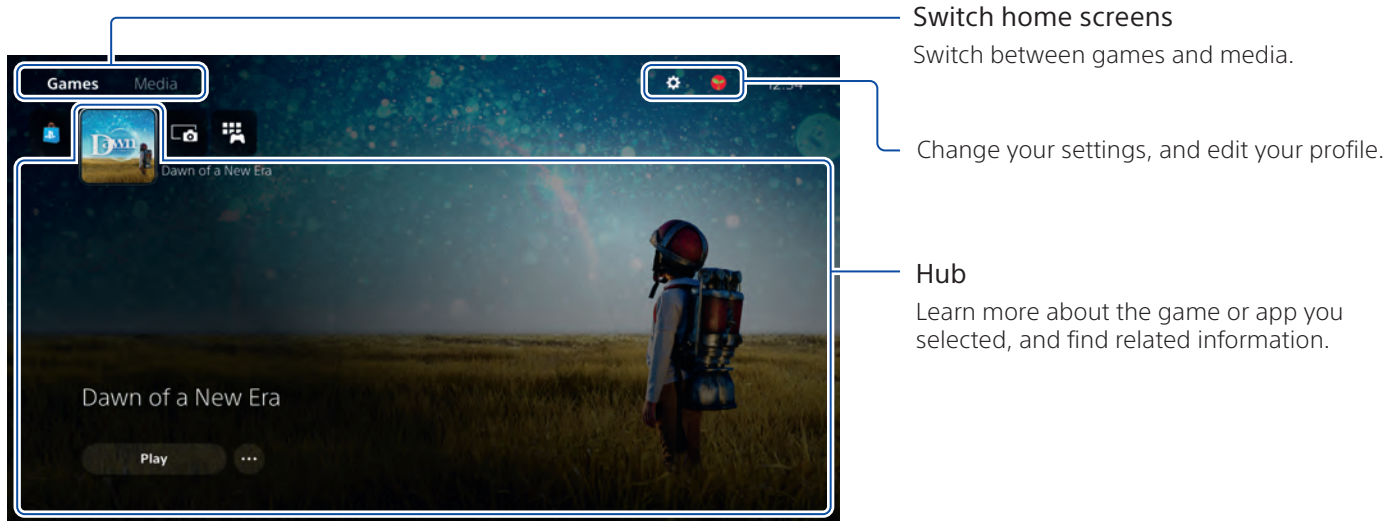 Switch home screens
Switch between games and media.
Games Media
12:34
Change your settings, and edit your profile.
Dawn
Dawn of a New Era
Hub
Learn more about the game or app you
selected, and find related information.
Dawn of a New Era
Play